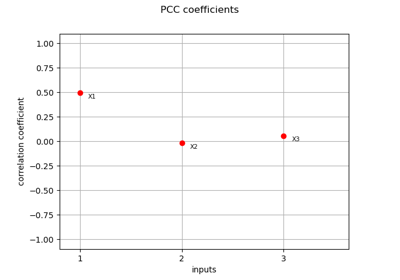 PCC coefficients
1.00
0.75
0.50
0.25
0.00
−0.25
−0.50
−0.75
−1.00
correlation coefficient
X1
X2
X3
1 2 3
inputs